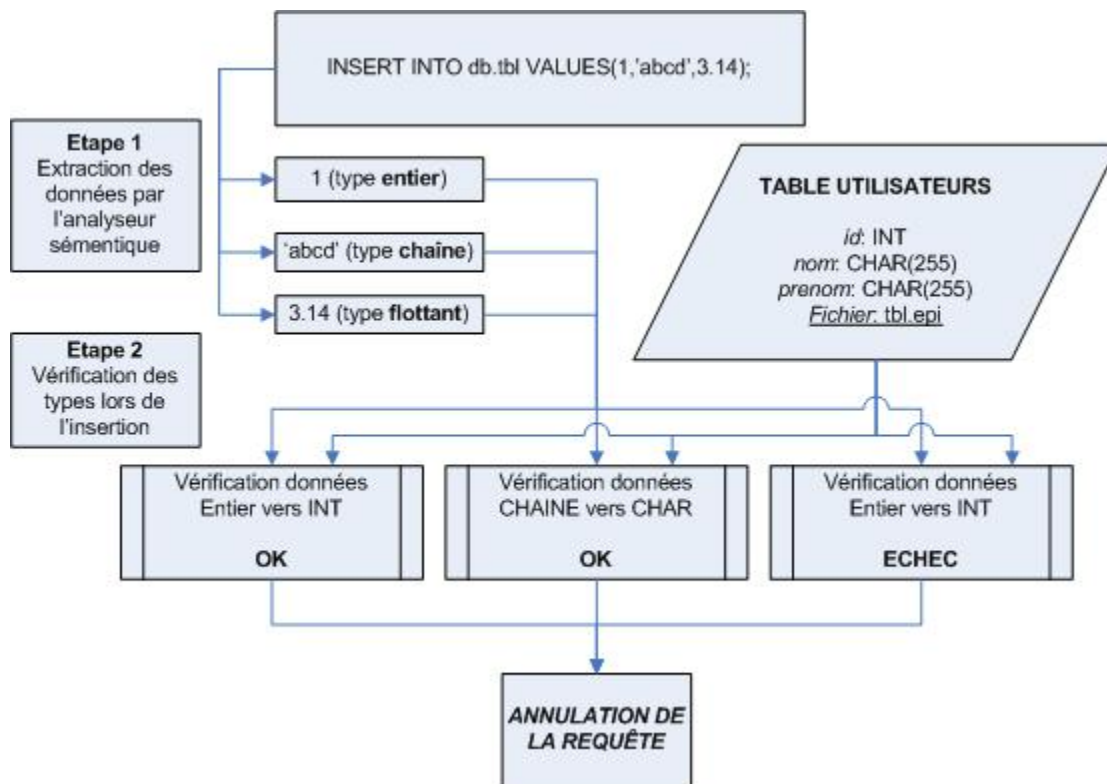 INSERT INTO db.tbl VALUES(1,'abcd',3.14);
Etape 1
Extraction des
données par
l'analyseur
sémentique
1 (type entier)
'abcd' (type chaîne)
3.14 (type flottant)
TABLE UTILISATEURS
id: INT
nom: CHAR(255)
prenom: CHAR(255)
Fichier: tbl.epi
Etape 2
Vérification des
types lors de
l'insertion
Vérification données
Entier vers INT
OK
Vérification données
CHAINE vers CHAR
OK
Vérification données
Entier vers INT
ECHEC
ANNULATION DE
LA REQUÊTE